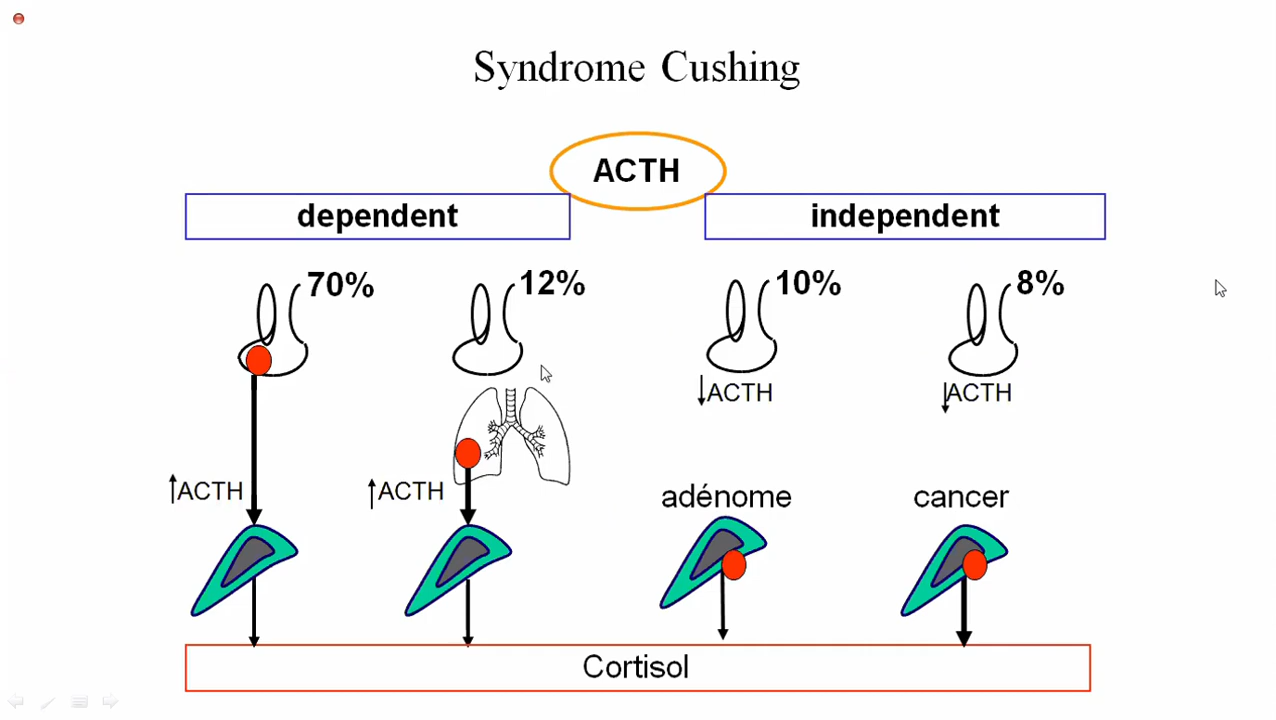 Syndrome Cushing
ACTH
dependent
independent
70%
12%
10%
8%
↓ACTH
↓ACTH
↑ACTH
↑ACTH
adénome
cancer
Cortisol